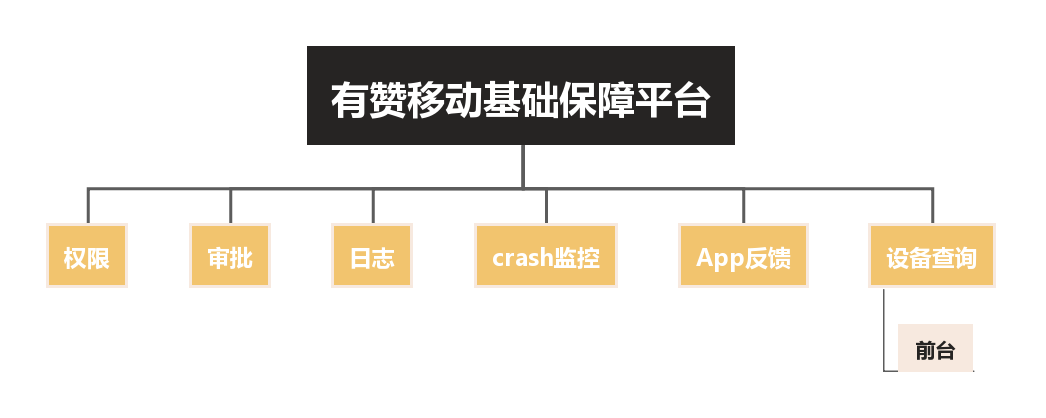 有赞移动基础保障平台
权限
审批
日志
crash监控
App反馈
设备查询
前台